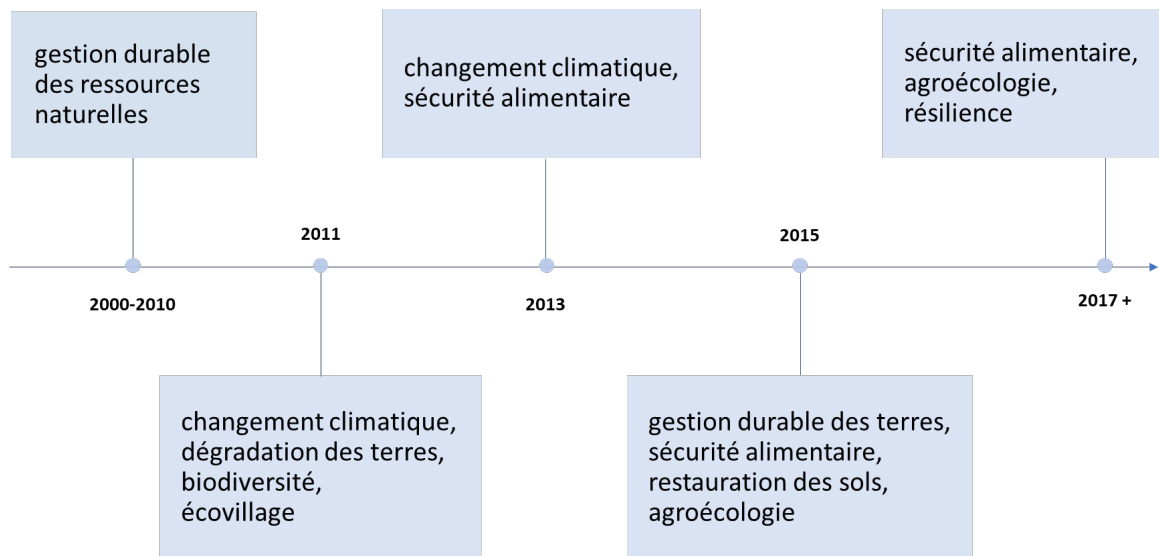 gestion durable
des ressources
naturelles
changement climatique,
sécurité alimentaire
sécurité alimentaire,
agroécologie,
résilience
2011
2015
2000-2010
2013
2017 +
changement climatique,
dégradation des terres,
biodiversité,
écovillage
gestion durable des terres,
sécurité alimentaire,
restauration des sols,
agroécologie